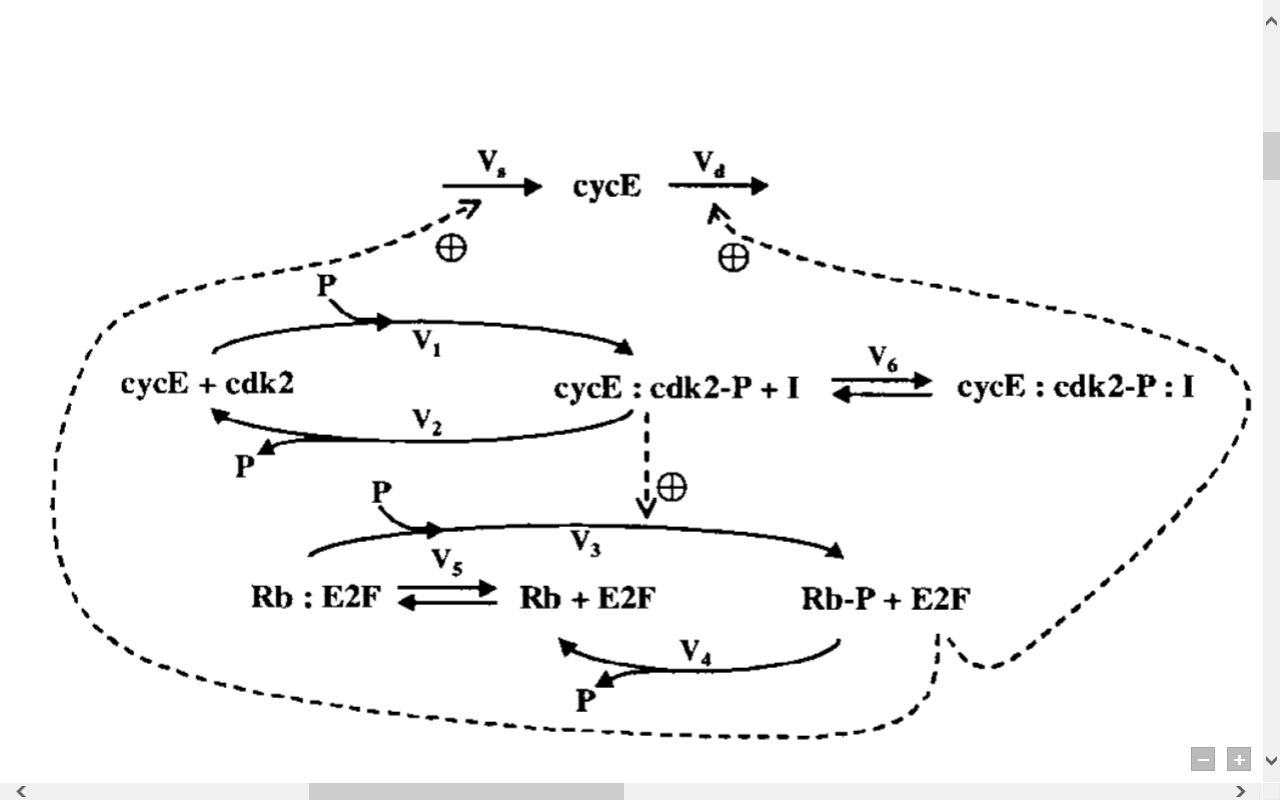 Vs Vd
cycE
P
V1
cycE + cdk2 cycE : cdk2-P + I V6 cycE : cdk2-P : I
V2
P
P
V3
V5
Rb : E2F Rb + E2F Rb-P + E2F
V4
P